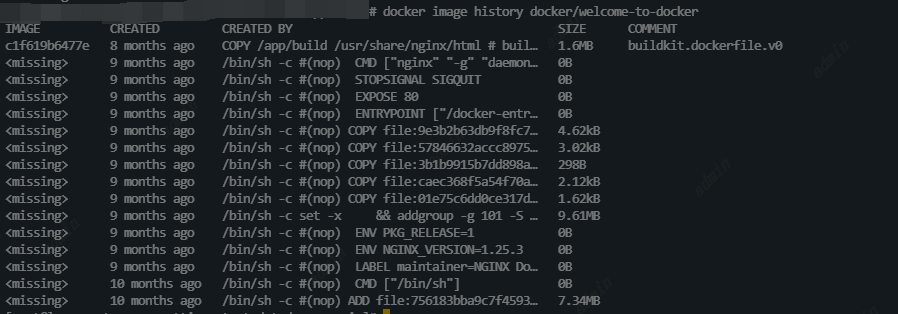 # docker image history docker/welcome-to-docker
IMAGE CREATED CREATED BY SIZE COMMENT
c1f619b6477e 8 months ago COPY /app/build /usr/share/nginx/html # buil… 1.6MB buildkit.dockerfile.v0
<missing> 9 months ago /bin/sh -c #(nop) CMD ["nginx" "-g" "daemon… 0B
<missing> 9 months ago /bin/sh -c #(nop) STOPSIGNAL SIGQUIT 0B
<missing> 9 months ago /bin/sh -c #(nop) EXPOSE 80 0B
<missing> 9 months ago /bin/sh -c #(nop) ENTRYPOINT ["/docker-entr… 0B
<missing> 9 months ago /bin/sh -c #(nop) COPY file:9e3b2b63db9f8fc7… 4.62kB
<missing> 9 months ago /bin/sh -c #(nop) COPY file:57846632accc8975… 3.02kB
<missing> 9 months ago /bin/sh -c #(nop) COPY file:3b1b9915b7dd898a… 298B
<missing> 9 months ago /bin/sh -c #(nop) COPY file:caec368f5a54f70a… 2.12kB
<missing> 9 months ago /bin/sh -c #(nop) COPY file:01e75c6dd0ce317d… 1.62kB
<missing> 9 months ago /bin/sh -c set -x && addgroup -g 101 -S … 9.61MB
<missing> 9 months ago /bin/sh -c #(nop) ENV PKG_RELEASE=1 0B
<missing> 9 months ago /bin/sh -c #(nop) ENV NGINX_VERSION=1.25.3 0B
<missing> 9 months ago /bin/sh -c #(nop) LABEL maintainer=NGINX Do… 0B
<missing> 10 months ago /bin/sh -c #(nop) CMD ["/bin/sh"] 0B
<missing> 10 months ago /bin/sh -c #(nop) ADD file:756183bba9c7f4593… 7.34MB
admin
admin